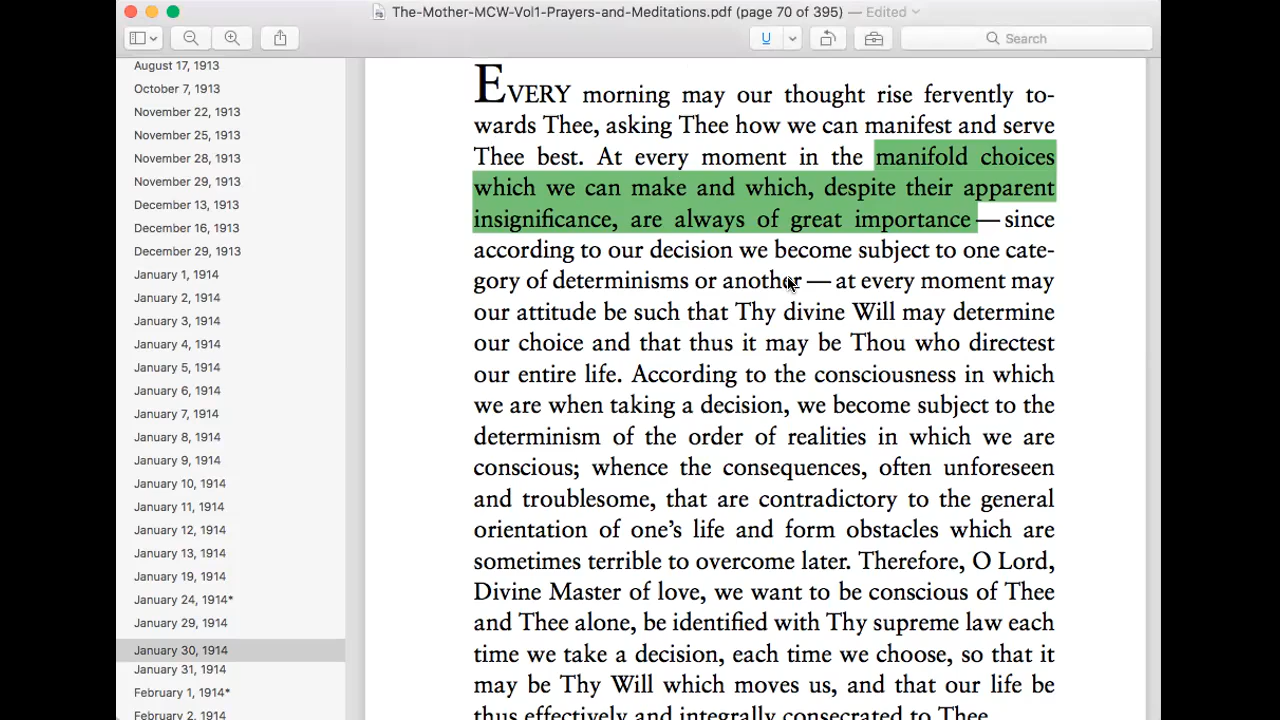 The-Mother-MCW-Vol1-Prayers-and-Meditations.pdf (page 70 of 395) — Edited
U
Search
August 17, 1913
October 7, 1913
November 22, 1913
November 25, 1913
November 28, 1913
November 29, 1913
December 13, 1913
December 16, 1913
December 29, 1913
January 1, 1914
January 2, 1914
January 3, 1914
January 4, 1914
January 5, 1914
January 6, 1914
January 7, 1914
January 8, 1914
January 9, 1914
January 10, 1914
January 11, 1914
January 12, 1914
January 13, 1914
January 19, 1914
January 24, 1914*
January 29, 1914
January 30, 1914
January 31, 1914
February 1, 1914*
February 2, 1914
EVERY morning may our thought rise fervently to-
wards Thee, asking Thee how we can manifest and serve
Thee best. At every moment in the manifold choices
which we can make and which, despite their apparent
insignificance, are always of great importance — since
according to our decision we become subject to one cate-
gory of determinisms or another — at every moment may
our attitude be such that Thy divine Will may determine
our choice and that thus it may be Thou who directest
our entire life. According to the consciousness in which
we are when taking a decision, we become subject to the
determinism of the order of realities in which we are
conscious; whence the consequences, often unforeseen
and troublesome, that are contradictory to the general
orientation of one's life and form obstacles which are
sometimes terrible to overcome later. Therefore, O Lord,
Divine Master of love, we want to be conscious of Thee
and Thee alone, be identified with Thy supreme law each
time we take a decision, each time we choose, so that it
may be Thy Will which moves us, and that our life be
thus effectively and integrally consecrated to Thee.